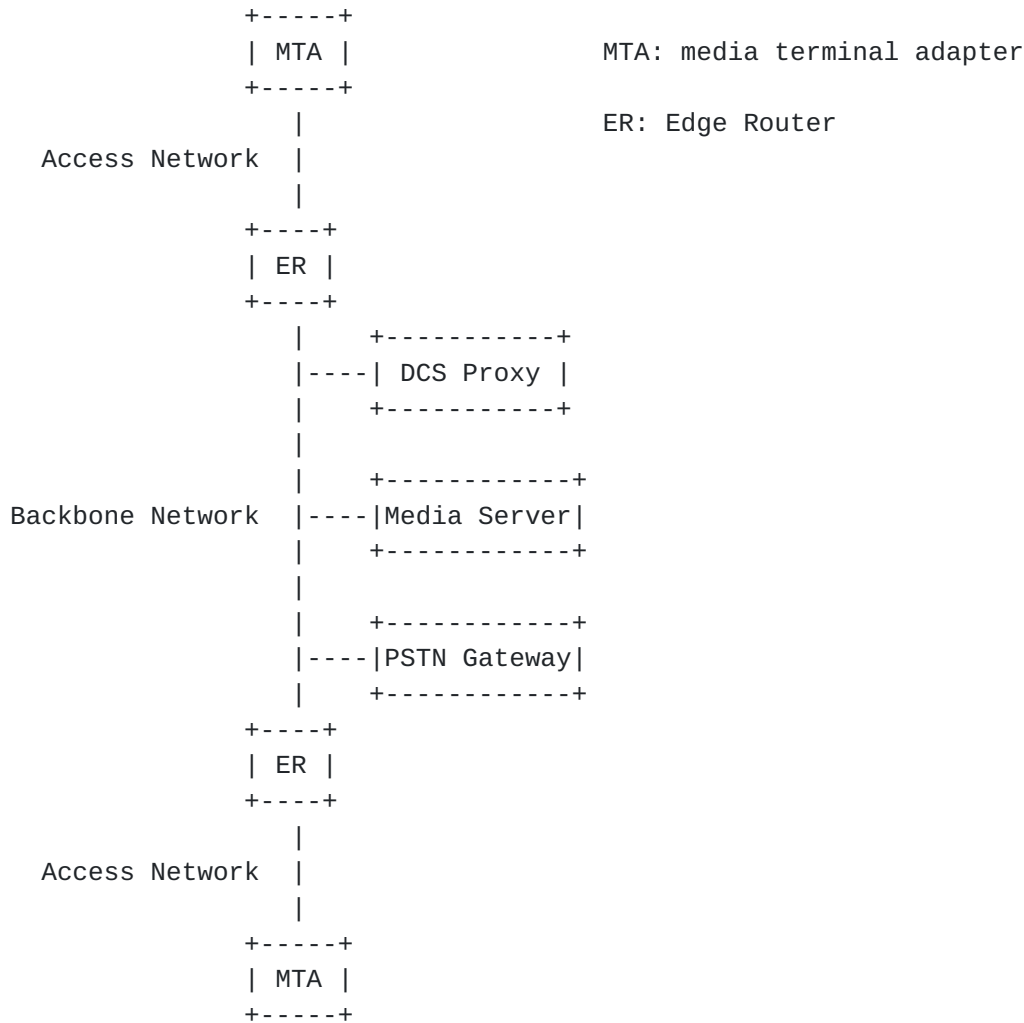 +-----+
| MTA | MTA: media terminal adapter
+-----+
| ER: Edge Router
Access Network |
|
+----+
| ER |
+----+
| +-----------+
|----| DCS Proxy |
| +-----------+
|
| +------------+
Backbone Network |----|Media Server|
| +------------+
|
| +------------+
|----|PSTN Gateway|
| +------------+
+----+
| ER |
+----+
|
Access Network |
|
+-----+
| MTA |
+-----+